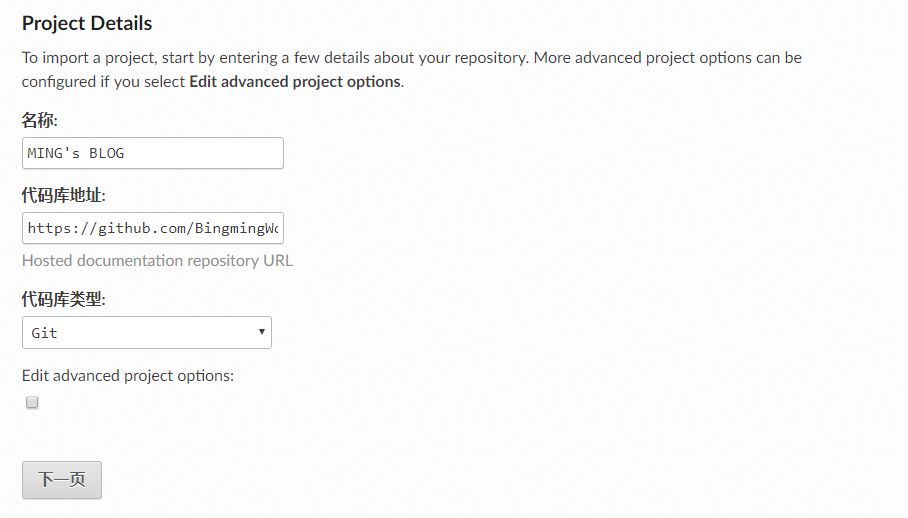 Project Details
To import a project, start by entering a few details about your repository. More advanced project options can be
configured if you select Edit advanced project options.
名称:
MING's BLOG
代码库地址:
https://github.com/BingmingWo
Hosted documentation repository URL
代码库类型:
Git
Edit advanced project options:
下一页